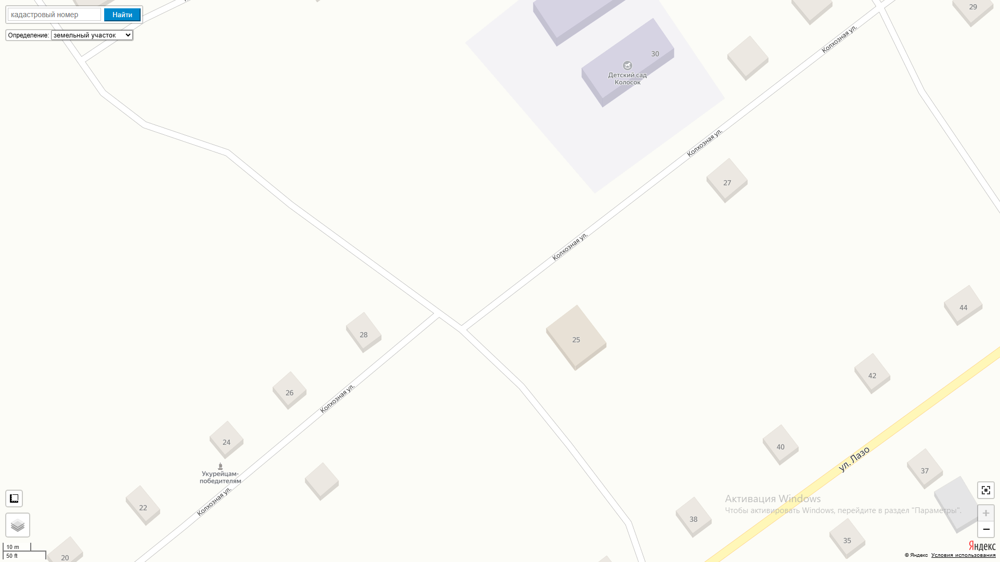 кадастровый номер
Найти
Определение: земельный участок
29
Колхозная ул.
30
Детский сад
Колосок
Колхозная ул.
27
Колхозная ул.
44
28
25
42
26
Колхозная ул.
24
40
ул. Лазо
37
Укурейцам-
победителям
Колхозная ул.
22
38
Активация Windows
Чтобы активировать Windows, перейдите в раздел "Параметры".
35
20
10 m
50 ft
+
−
Яндекс
© Яндекс Условия использования